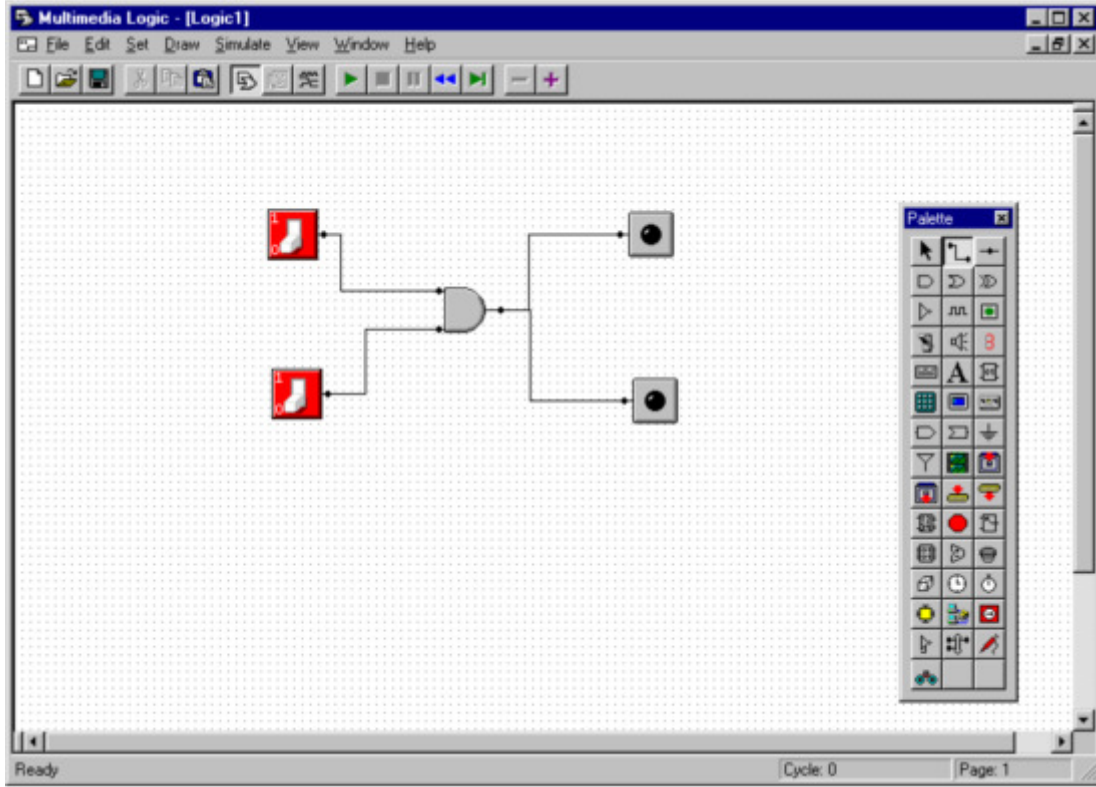 Multimedia Logic - [Logic1]
File Edit Set Draw Simulate View Window Help
1
0
Palette
3
A
1
0
Ready Cycle: 0 Page: 1